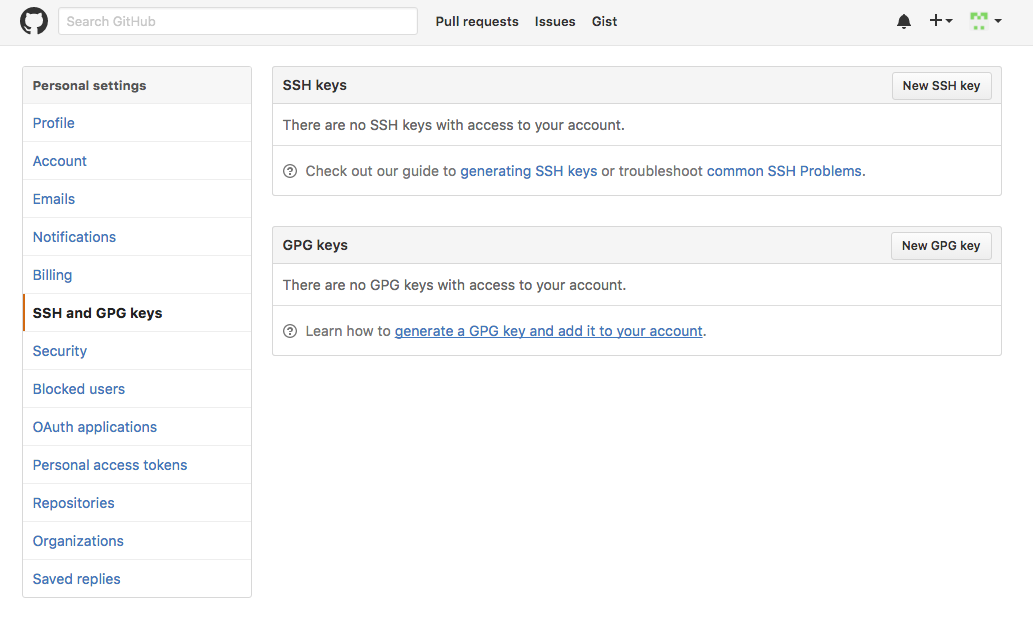 Search GitHub Pull requests Issues Gist
Personal settings
Profile
Account
Emails
Notifications
Billing
SSH and GPG keys
Security
Blocked users
OAuth applications
Personal access tokens
Repositories
Organizations
Saved replies
SSH keys New SSH key
There are no SSH keys with access to your account.
Check out our guide to generating SSH keys or troubleshoot common SSH Problems.
GPG keys New GPG key
There are no GPG keys with access to your account.
Learn how to generate a GPG key and add it to your account.